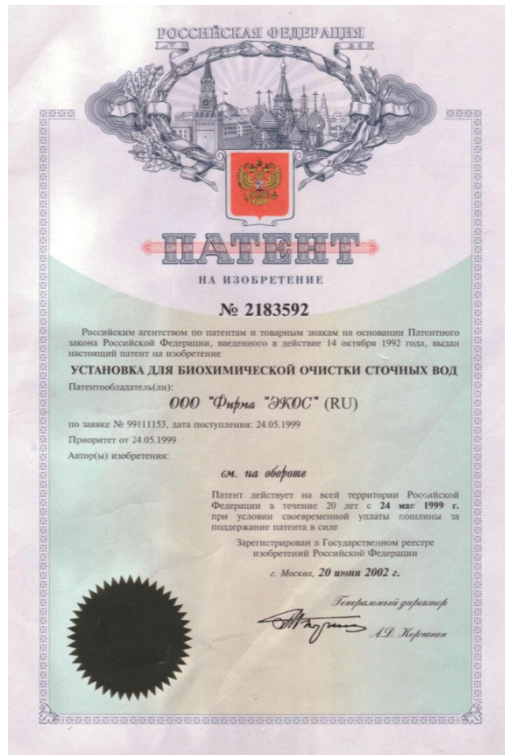 РОССИЙСКАЯ ФЕДЕРАЦИЯ
ПАТЕНТ
НА ИЗОБРЕТЕНИЕ
№ 2183592
Российским агентством по патентам и товарным знакам на основании Патентного
закона Российской Федерации, введенного в действие 14 октября 1992 года, выдан
настоящий патент на изобретение
УСТАНОВКА ДЛЯ БИОХИМИЧЕСКОЙ ОЧИСТКИ СТОЧНЫХ ВОД
Патентообладатель(ли):
ООО "Фирма "ЭКОС" (RU)
по заявке № 99111153, дата поступления: 24.05.1999
Приоритет от 24.05.1999
Автор(ы) изобретения:
см. на обороте
Патент действует на всей территории Российской
Федерации в течение 20 лет с 24 мая 1999 г.
при условии своевременной уплаты пошлины за
поддержание патента в силе
Зарегистрирован в Государственном реестре
изобретений Российской Федерации
г. Москва, 20 июня 2002 г.
Генеральный директор
А.Д. Корчагин